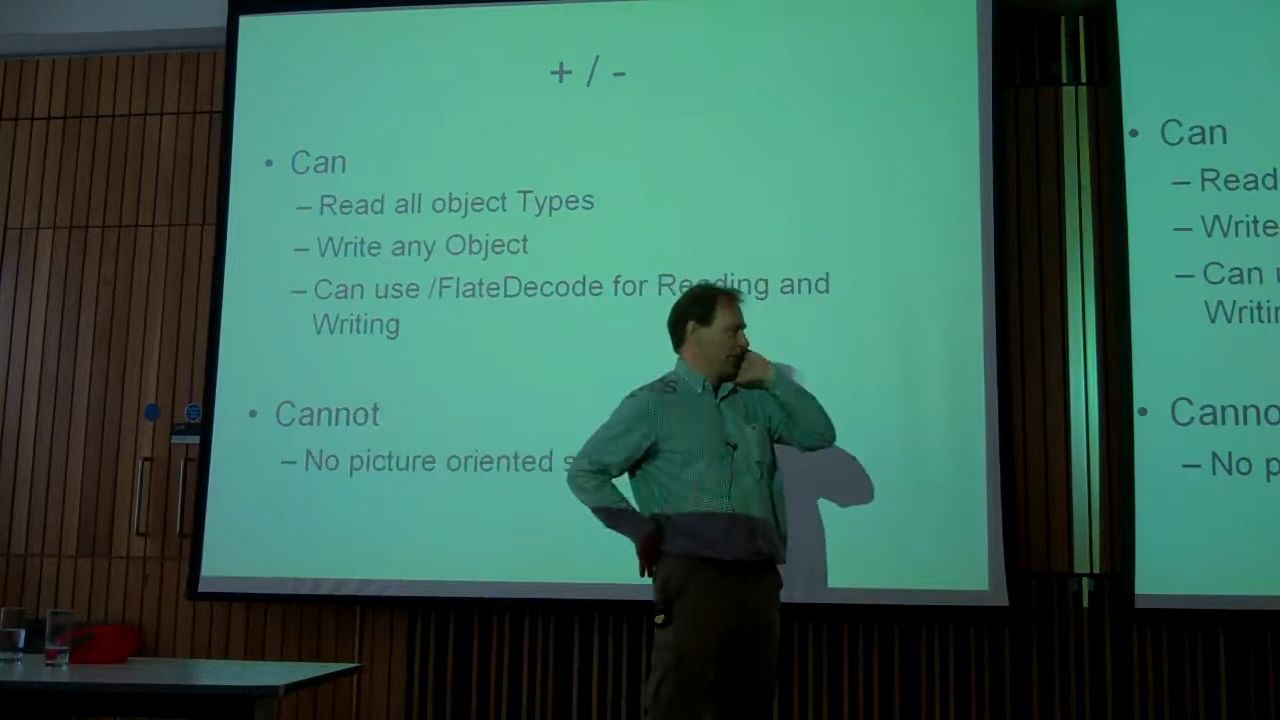 + / -
• Can
– Read all object Types
– Write any Object
– Can use /FlateDecode for Reading and
Writing
• Cannot
– No picture oriented
• Can
– Read
– Write
– Can
• Canno
– No p